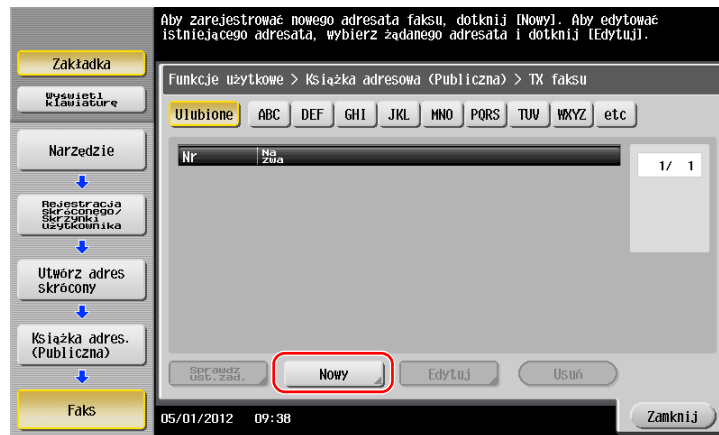 Aby zarejestrować nowego adresata faksu, dotknij [Nowy]. Aby edytować
istniejącego adresata, wybierz żądanego adresata i dotknij [Edytuj].
Zakładka
Wyświetl
klawiaturę
Narzędzie
Rejestracja
skróconego/
Skrzynki
użytkownika
Utwórz adres
skrócony
Książka adres.
(Publiczna)
Faks
Funkcje użytkowe > Książka adresowa (Publiczna) > TX faksu
Ulubione ABC DEF GHI JKL MNO PQRS TUV WXYZ etc
Nr Na
zwa
1/ 1
Sprawdz
ust.zad.
Nowy Edytuj Usuń
05/01/2012 09:38 Zamknij